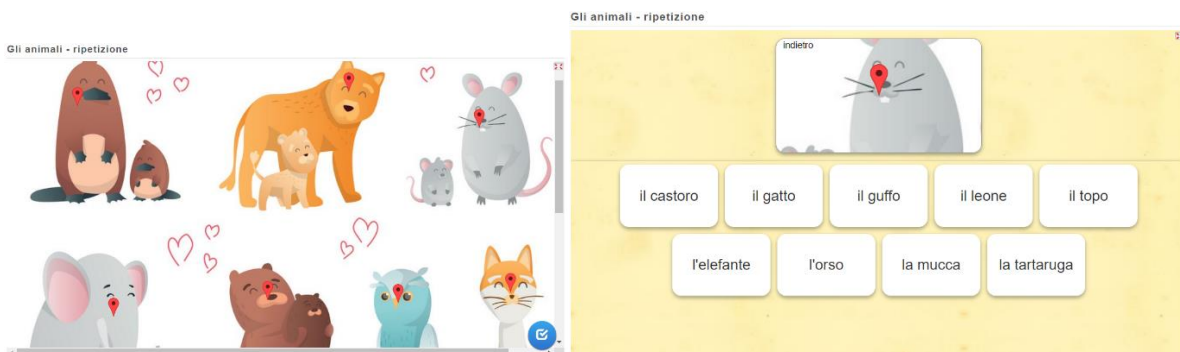 Gli animali - ripetizione
Gli animali - ripetizione
indietro
il castoro
il gatto
il guffo
il leone
il topo
l'elefante
l'orso
la mucca
la tartaruga